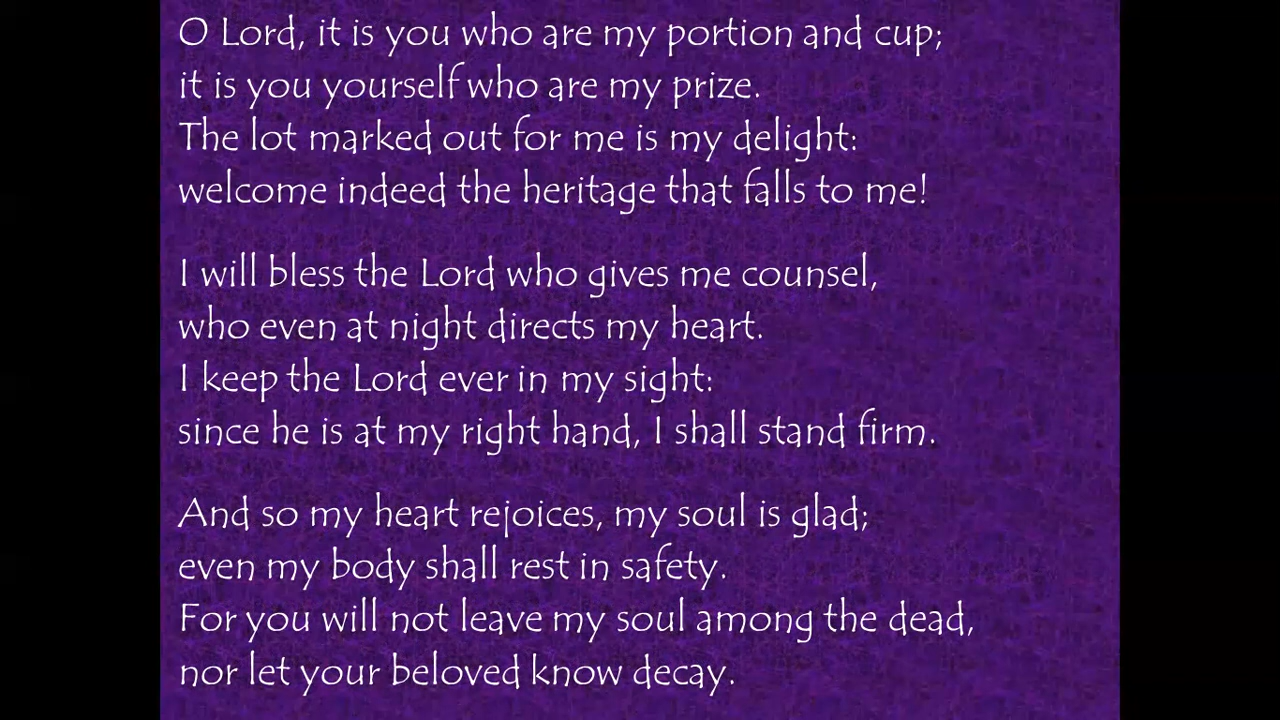 O Lord, it is you who are my portion and cup;
it is you yourself who are my prize.
The lot marked out for me is my delight:
welcome indeed the heritage that falls to me!
I will bless the Lord who gives me counsel,
who even at night directs my heart.
I keep the Lord ever in my sight:
since he is at my right hand, I shall stand firm.
And so my heart rejoices, my soul is glad;
even my body shall rest in safety.
For you will not leave my soul among the dead,
nor let your beloved know decay.